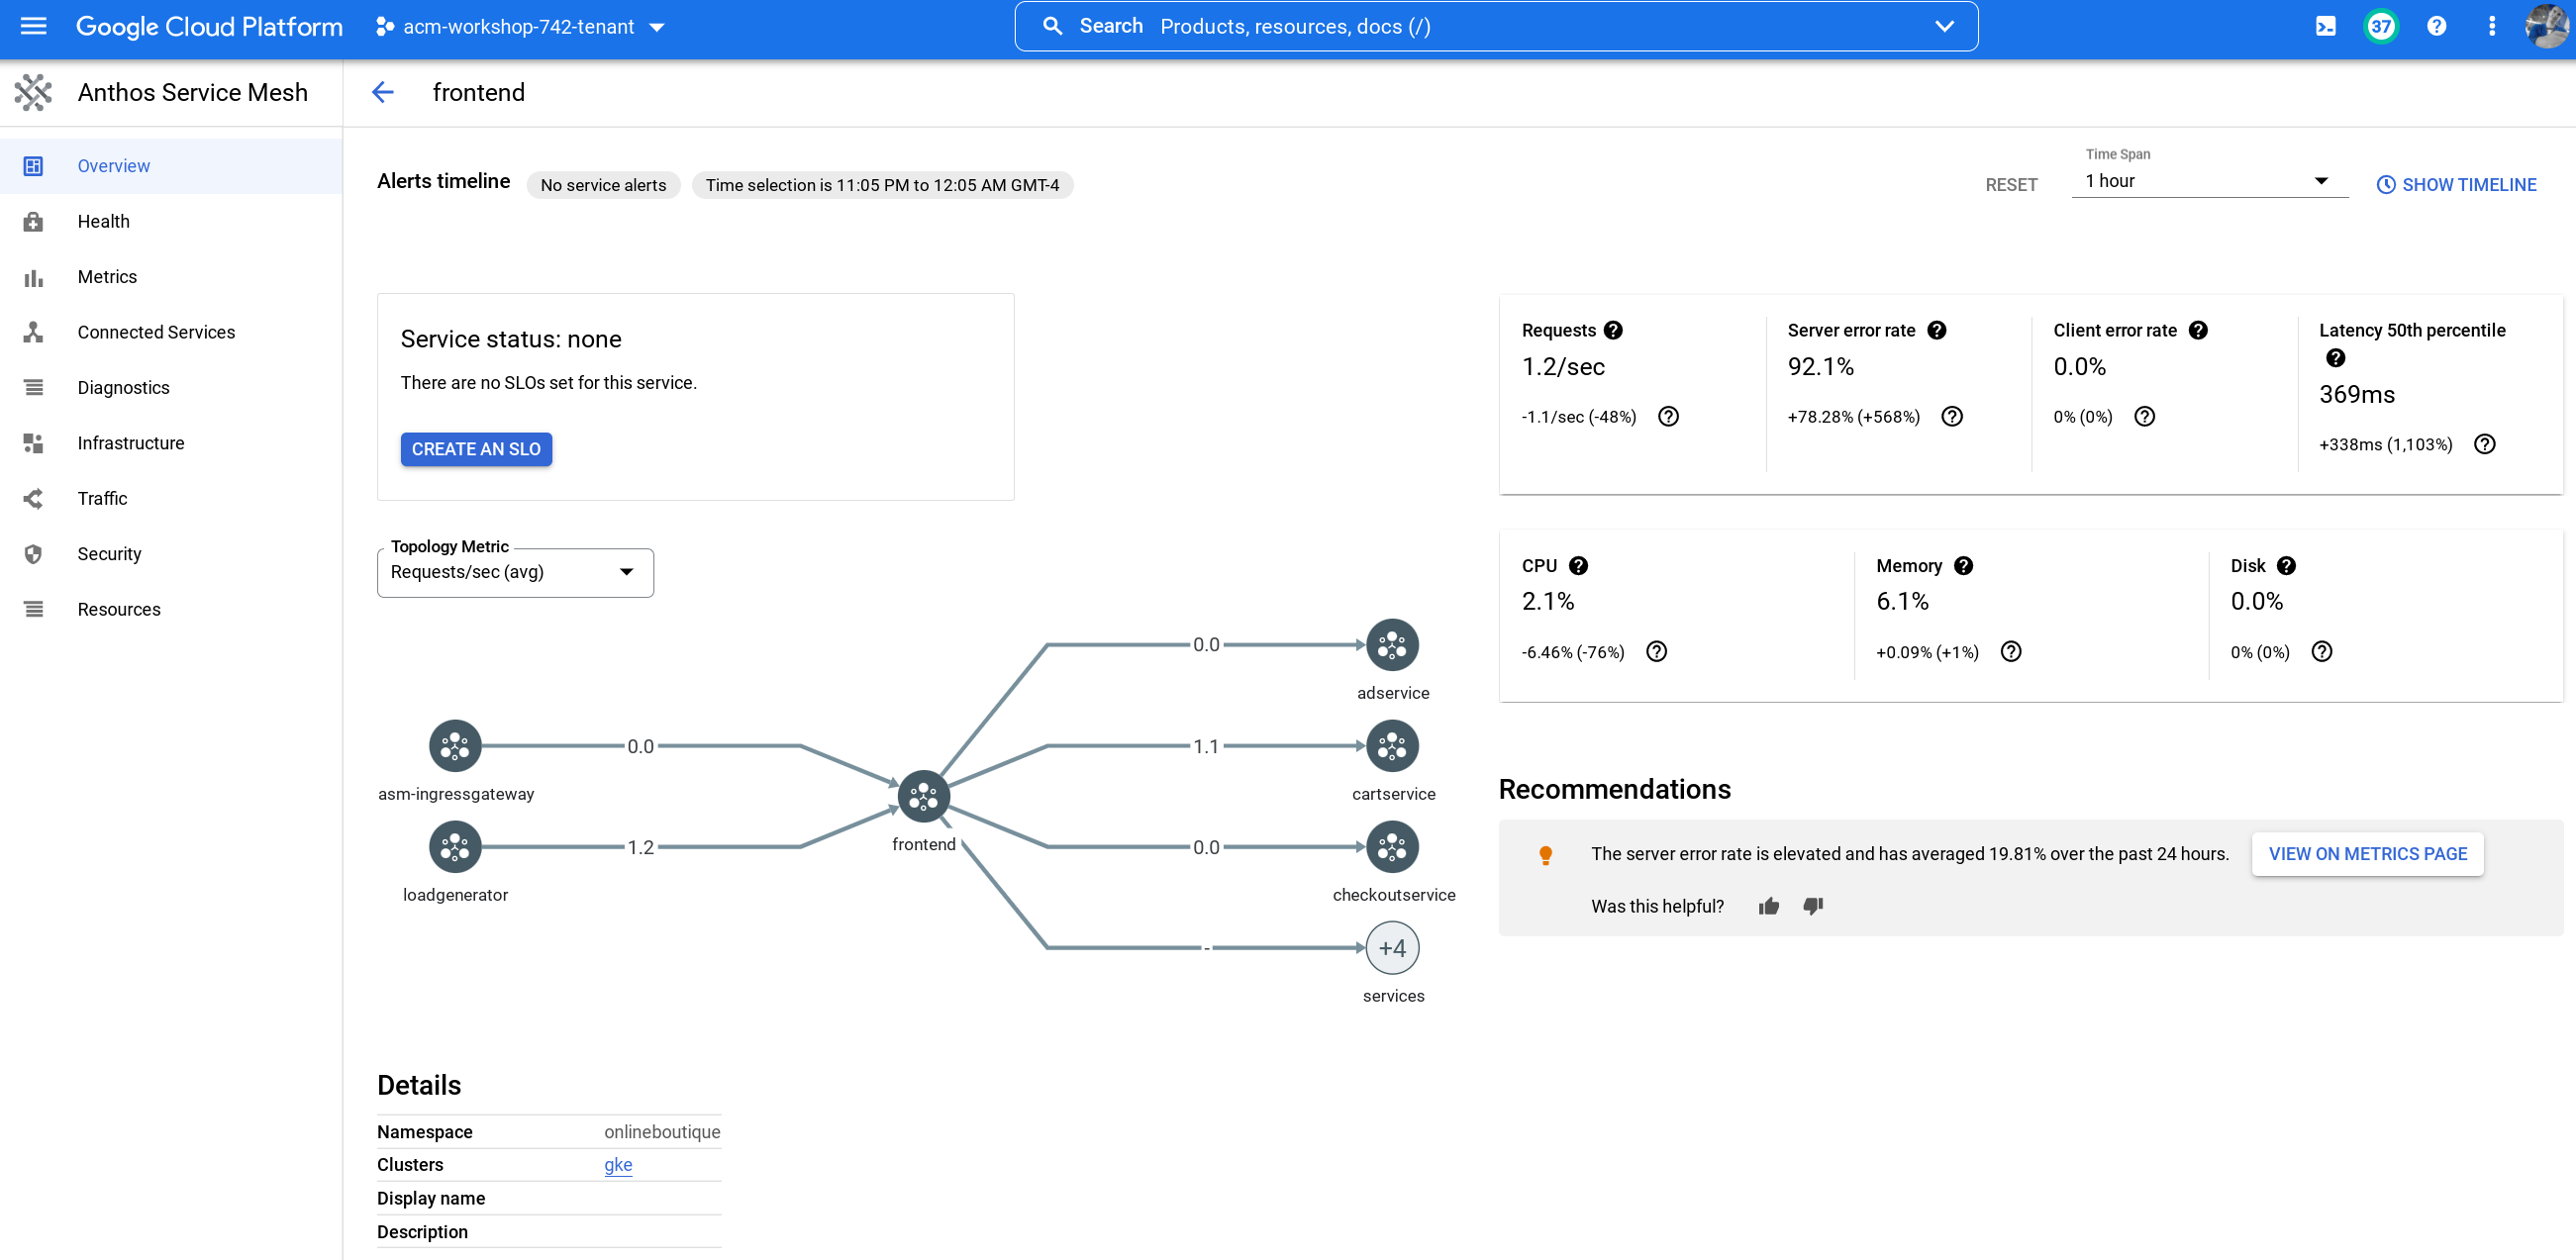 Google Cloud Platform
acm-workshop-742-tenant
Search Products, resources, docs (/)
37
Anthos Service Mesh
frontend
Overview
Health
Metrics
Connected Services
Diagnostics
Infrastructure
Traffic
Security
Resources
Alerts timeline
No service alerts
Time selection is 11:05 PM to 12:05 AM GMT-4
RESET
Time Span
1 hour
SHOW TIMELINE
Service status: none
There are no SLOs set for this service.
CREATE AN SLO
Requests
1.2/sec
-1.1/sec (-48%)
Server error rate
92.1%
+78.28% (+568%)
Client error rate
0.0%
0% (0%)
Latency 50th percentile
369ms
+338ms (1,103%)
Topology Metric
Requests/sec (avg)
CPU
2.1%
-6.46% (-76%)
Memory
6.1%
+0.09% (+1%)
Disk
0.0%
0% (0%)
0.0
adservice
0.0
1.1
asm-ingressgateway
cartservice
frontend
1.2
0.0
loadgenerator
checkoutservice
-
+4
services
Recommendations
The server error rate is elevated and has averaged 19.81% over the past 24 hours.
VIEW ON METRICS PAGE
Was this helpful?
Details
Namespace onlineboutique
Clusters gke
Display name
Description